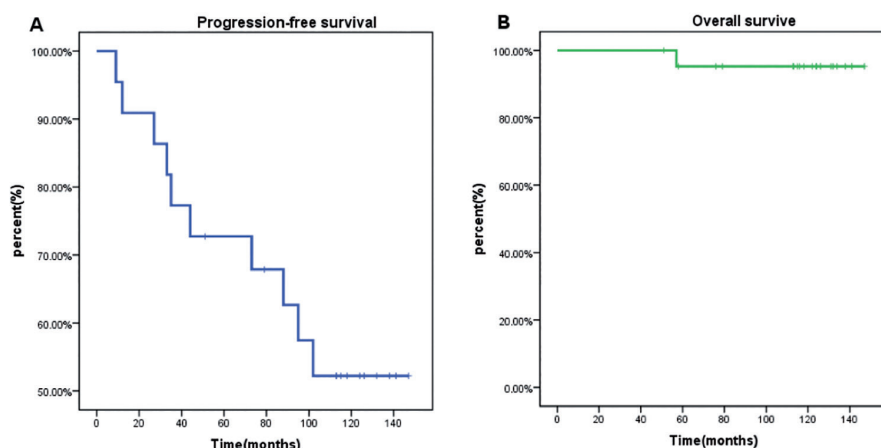 A
Progression-free survival
100.00%
90.00%
80.00%
70.00%
60.00%
50.00%
percent(%)
0 20 40 60 80 100 120 140
Time(months)
B
Overall survive
100.00%
80.00%
60.00%
40.00%
20.00%
0.00%
percent(%)
0 20 40 60 80 100 120 140
Time(months)